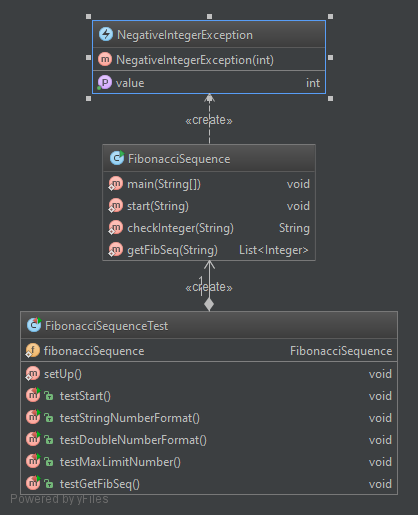 NegativeIntegerException
NegativeIntegerException(int)
value int
«create»
FibonacciSequence
main(String[]) void
start(String) void
checkInteger(String) String
getFibSeq(String) List<Integer>
1
«create»
FibonacciSequenceTest
fibonacciSequence FibonacciSequence
setUp() void
testStart() void
testStringNumberFormat() void
testDoubleNumberFormat() void
testMaxLimitNumber() void
testGetFibSeq() void
Powered by yFiles